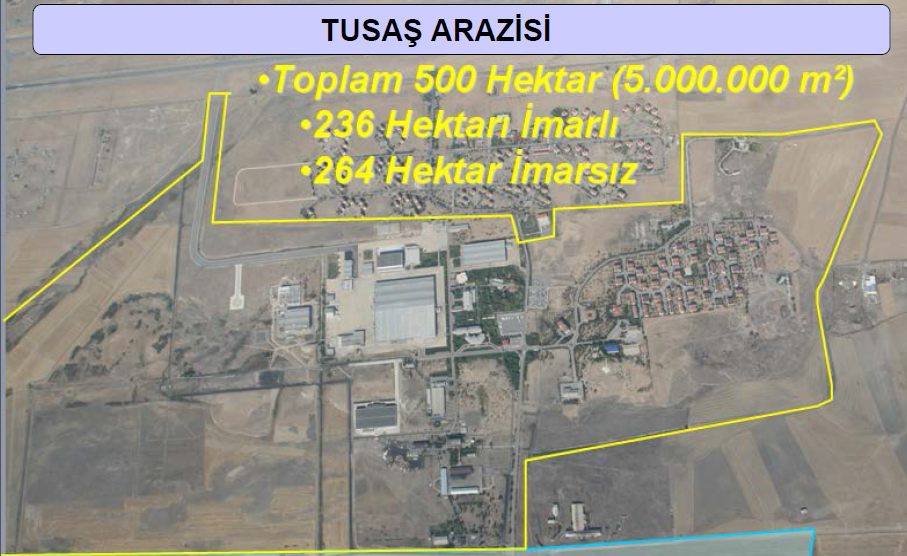 TUSAŞ ARAZİSİ
•Toplam 500 Hektar (5.000.000 m²)
•236 Hektarı İmarlı
•264 Hektar İmarsız